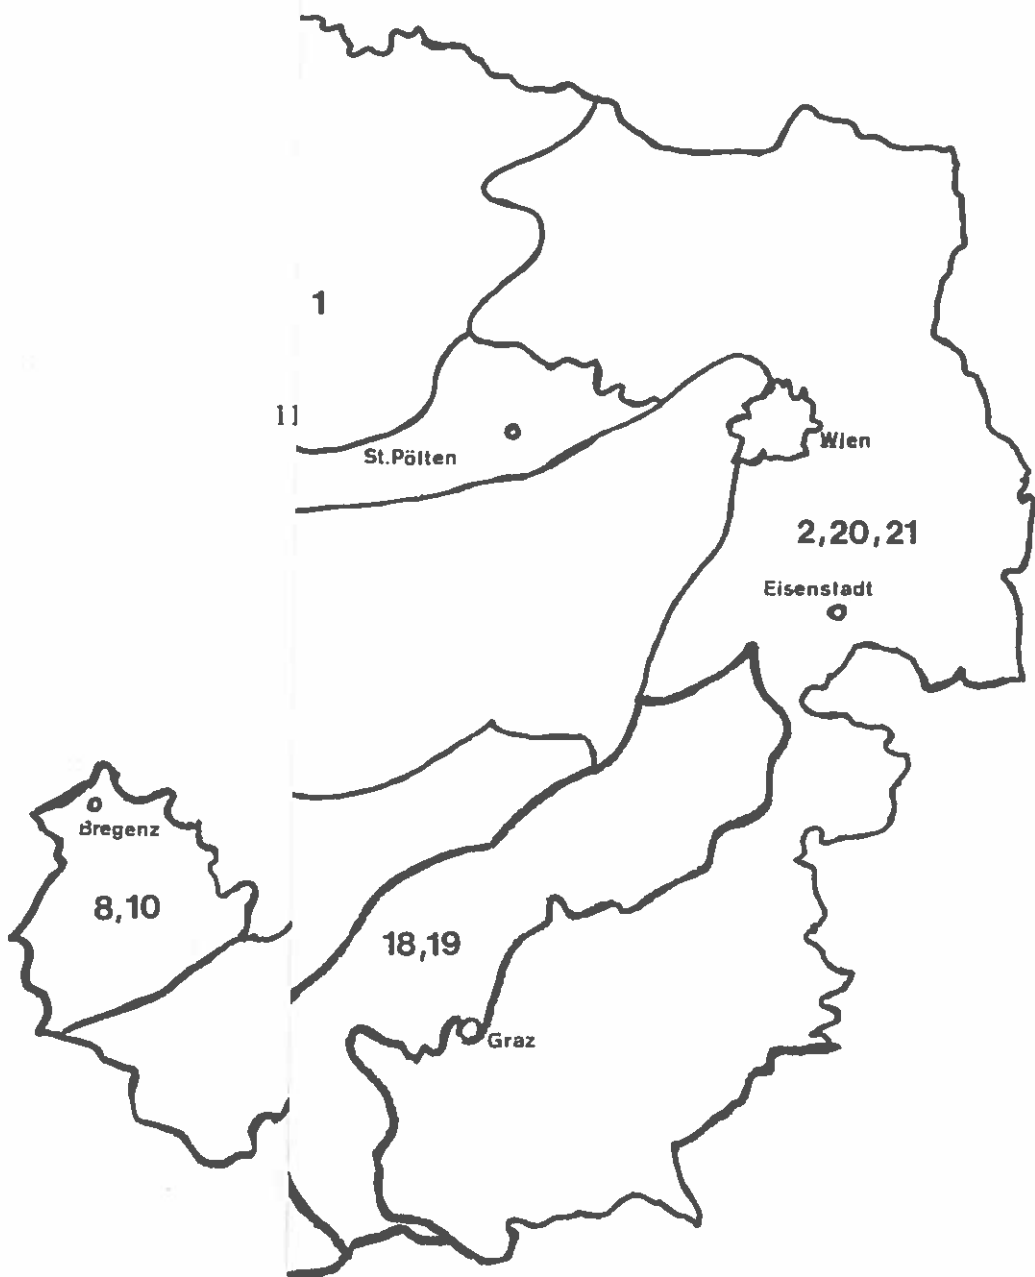 1
11
St.Pölten
Wien
2,20,21
Eisenstadt
Bregenz
8,10
18,19
Graz